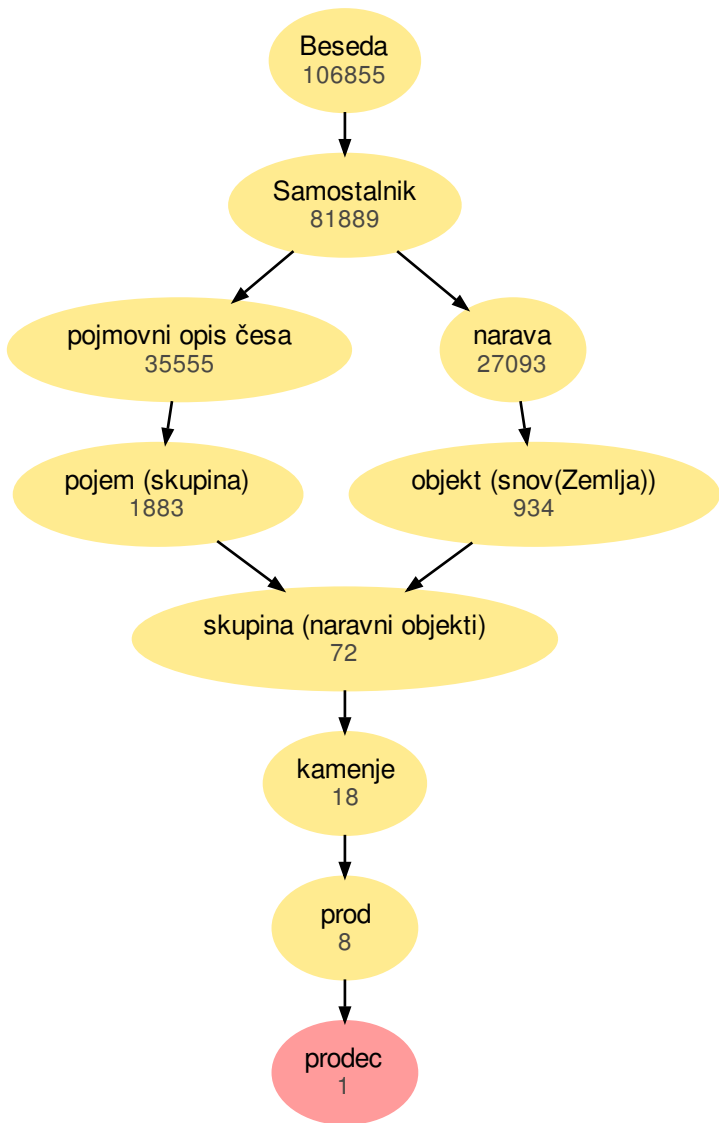 Beseda
106855
Samostalnik
81889
pojmovni opis česa
35555
narava
27093
pojem (skupina)
1883
objekt (snov(Zemlja))
934
skupina (naravni objekti)
72
kamenje
18
prod
8
prodec
1